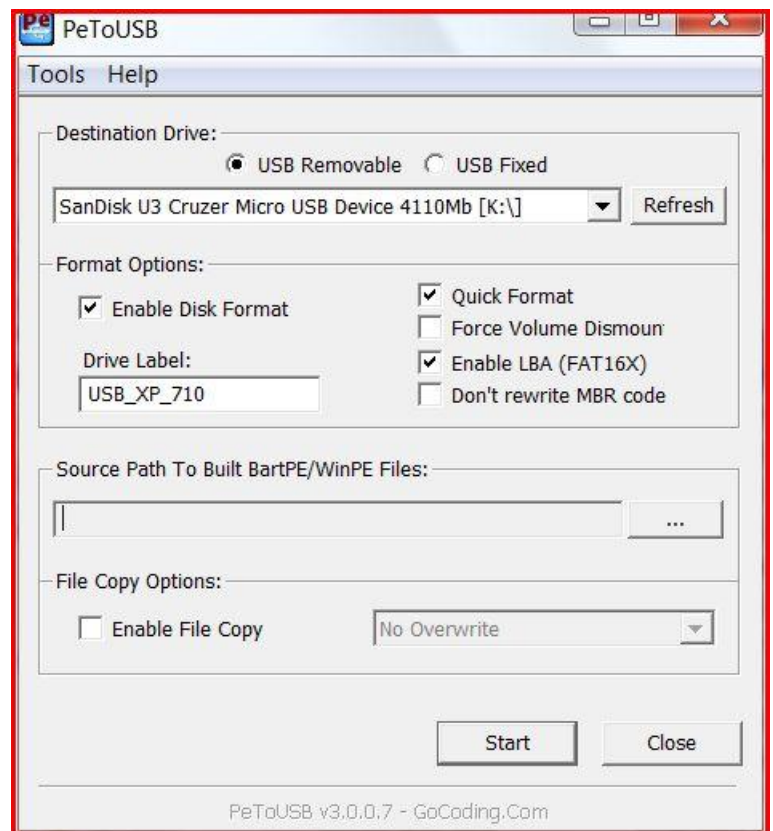 Pe PeToUSB
Tools Help
Destination Drive:
USB Removable USB Fixed
SanDisk U3 Cruzer Micro USB Device 4110Mb [K:\] Refresh
Format Options:
Enable Disk Format
Quick Format
Force Volume Dismoun
Drive Label:
Enable LBA (FAT16X)
USB_XP_710
Don't rewrite MBR code
Source Path To Built BartPE/WinPE Files:
...
File Copy Options:
Enable File Copy No Overwrite
Start Close
PeToUSB v3.0.0.7 - GoCoding.Com